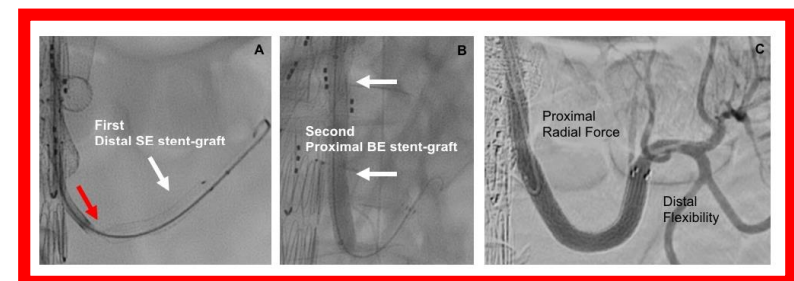 A
First
Distal SE stent-graft
B
Second
Proximal BE stent-graft
C
Proximal
Radial Force
Distal
Flexibility